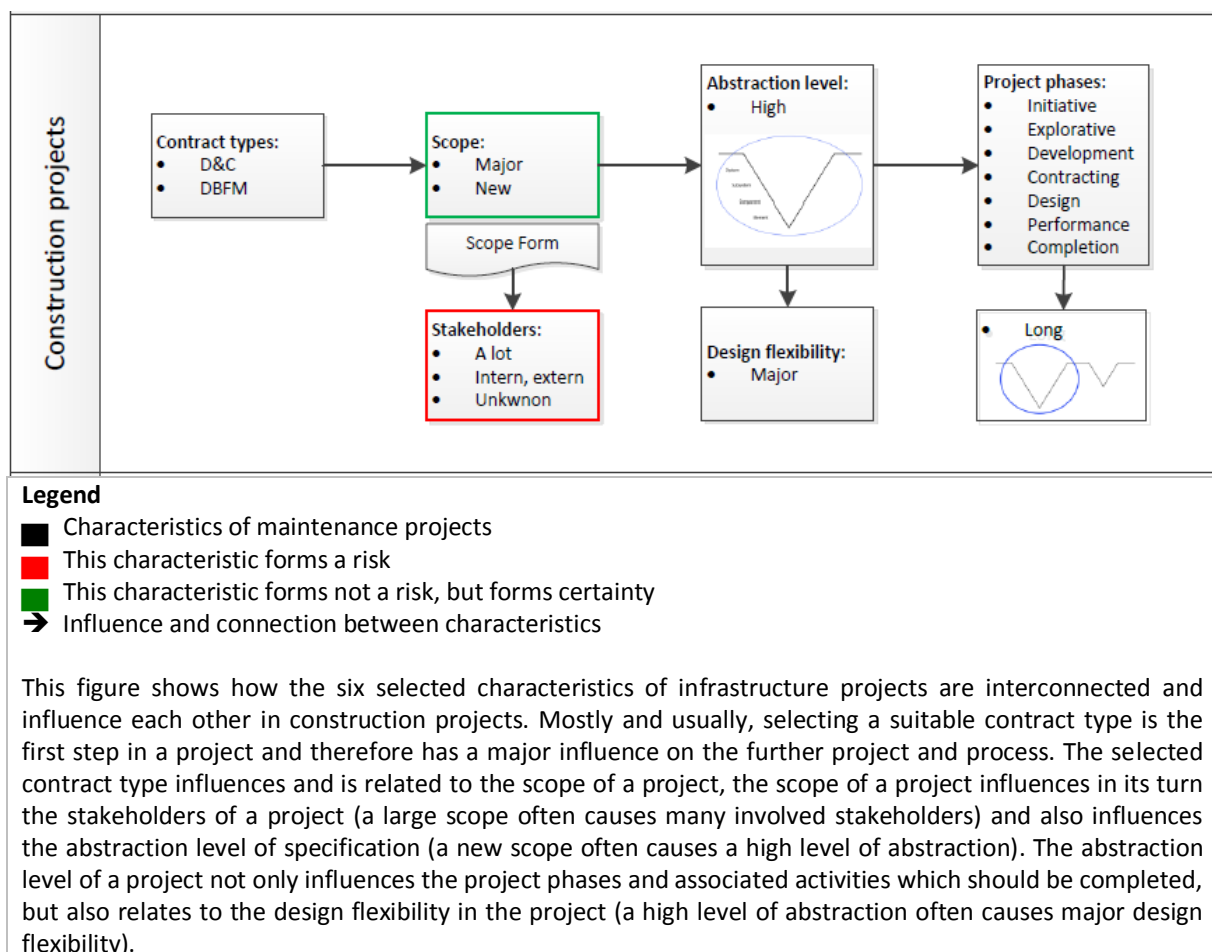 Construction projects
Contract types:
• D&C
• DBFM
Scope:
• Major
• New
Scope Form
Stakeholders:
• A lot
• Intern, extern
• Unkwnon
Abstraction level:
• High
Design flexibility:
• Major
Project phases:
• Initiative
• Explorative
• Development
• Contracting
• Design
• Performance
• Completion
• Long
Legend
Characteristics of maintenance projects
This characteristic forms a risk
This characteristic forms not a risk, but forms certainty
➔ Influence and connection between characteristics
This figure shows how the six selected characteristics of infrastructure projects are interconnected and
influence each other in construction projects. Mostly and usually, selecting a suitable contract type is the
first step in a project and therefore has a major influence on the further project and process. The selected
contract type influences and is related to the scope of a project, the scope of a project influences in its turn
the stakeholders of a project (a large scope often causes many involved stakeholders) and also influences
the abstraction level of specification (a new scope often causes a high level of abstraction). The abstraction
level of a project not only influences the project phases and associated activities which should be completed,
but also relates to the design flexibility in the project (a high level of abstraction often causes major design
flexibility).